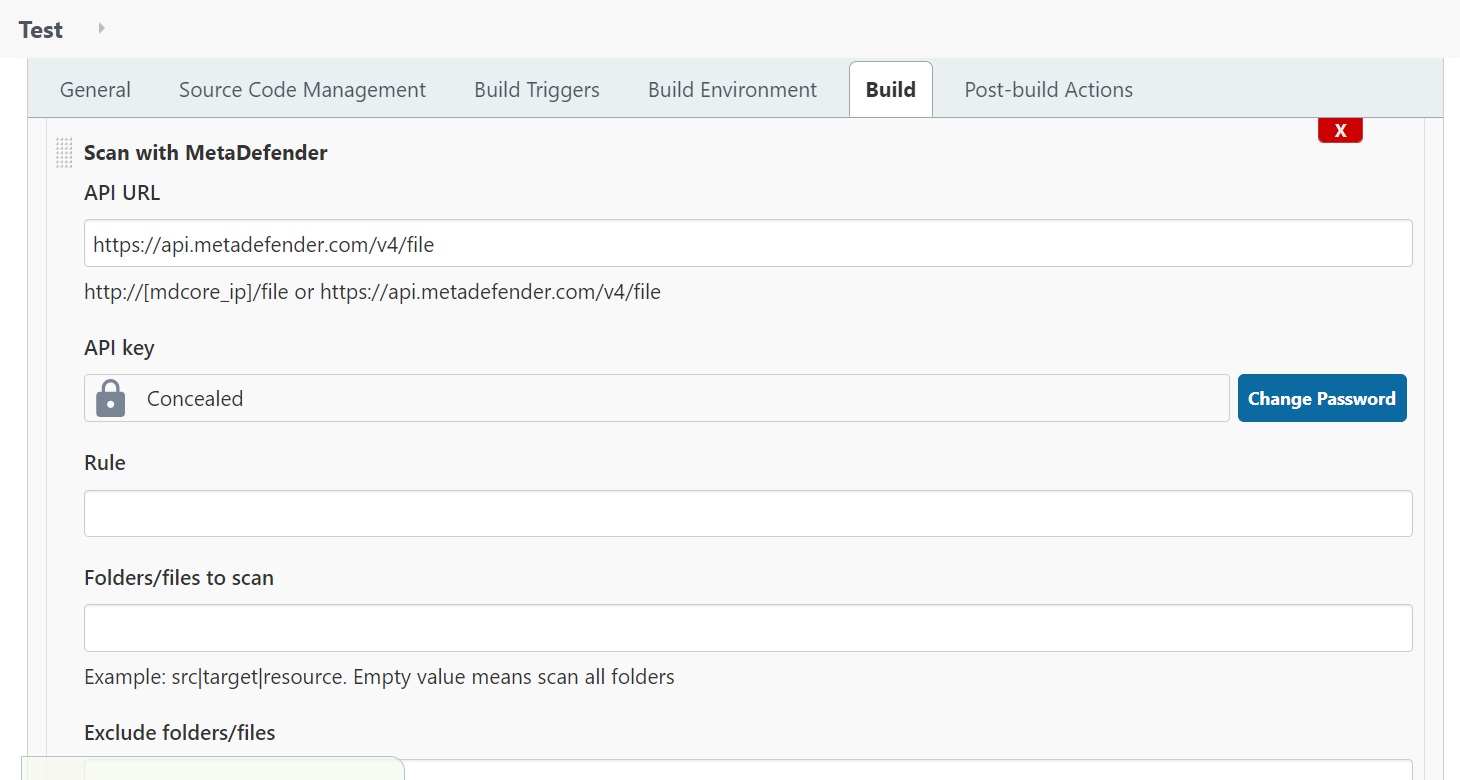 Test
General Source Code Management Build Triggers Build Environment Build Post-build Actions
X
Scan with MetaDefender
API URL
https://api.metadefender.com/v4/file
http://[mdcore_ip]/file or https://api.metadefender.com/v4/file
API key
Concealed Change Password
Rule
Folders/files to scan
Example: src|target|resource. Empty value means scan all folders
Exclude folders/files